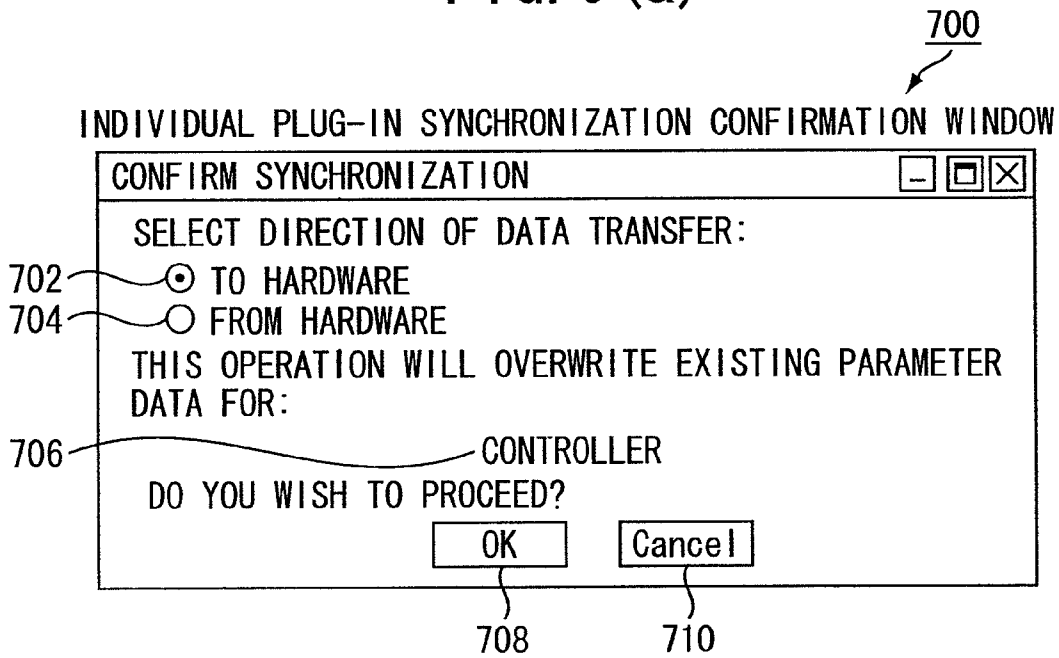 700
INDIVIDUAL PLUG-IN SYNCHRONIZATION CONFIRMATION WINDOW
CONFIRM SYNCHRONIZATION
SELECT DIRECTION OF DATA TRANSFER:
702 TO HARDWARE
704 FROM HARDWARE
THIS OPERATION WILL OVERWRITE EXISTING PARAMETER
DATA FOR:
706 CONTROLLER
DO YOU WISH TO PROCEED?
OK Cancel
708 710